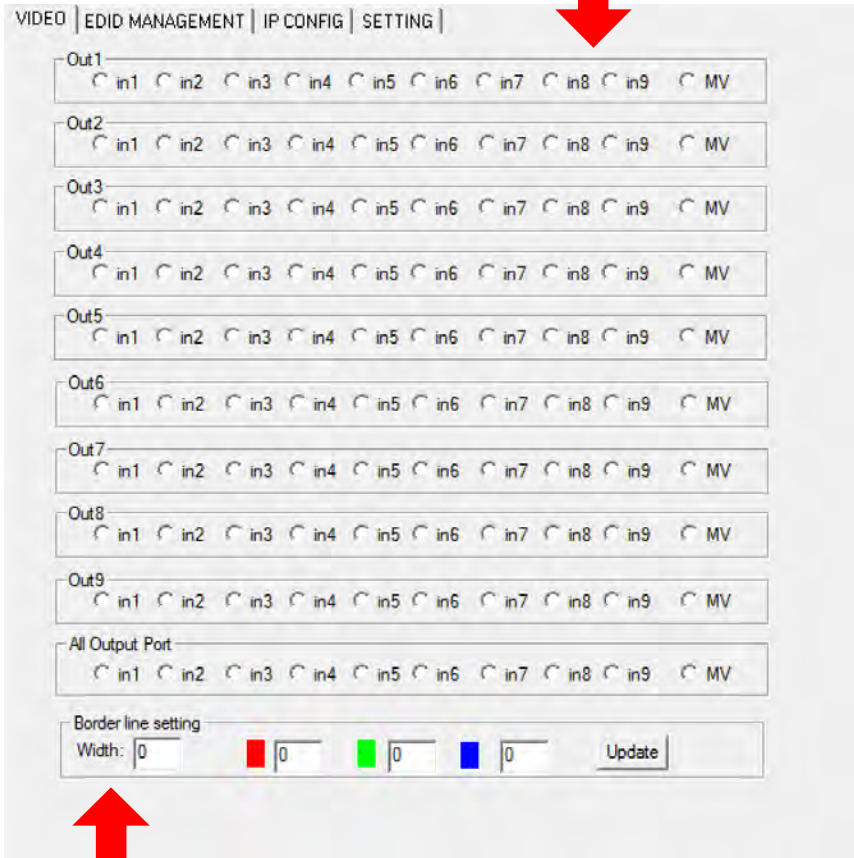 VIDEO EDID MANAGEMENT IP CONFIG SETTING
Out1
in1 in2 in3 in4 in5 in6 in7 in8 in9 MV
Out2
in1 in2 in3 in4 in5 in6 in7 in8 in9 MV
Out3
in1 in2 in3 in4 in5 in6 in7 in8 in9 MV
Out4
in1 in2 in3 in4 in5 in6 in7 in8 in9 MV
Out5
in1 in2 in3 in4 in5 in6 in7 in8 in9 MV
Out6
in1 in2 in3 in4 in5 in6 in7 in8 in9 MV
Out7
in1 in2 in3 in4 in5 in6 in7 in8 in9 MV
Out8
in1 in2 in3 in4 in5 in6 in7 in8 in9 MV
Out9
in1 in2 in3 in4 in5 in6 in7 in8 in9 MV
All Output Port
in1 in2 in3 in4 in5 in6 in7 in8 in9 MV
Border line setting
Width: 0 0 0 0 Update